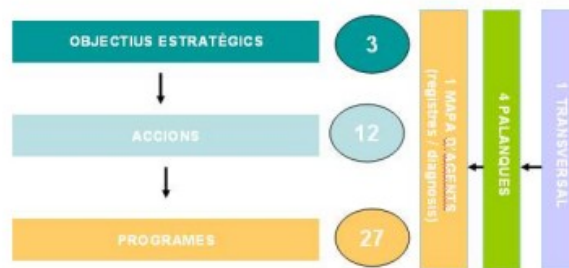 OBJECTIUS ESTRATÈGICS
3
ACCIONS
12
PROGRAMES
27
1 MAPA D'AGENTS
(registres / diagnosis)
4 PALANQUES
1 TRANSVERSAL